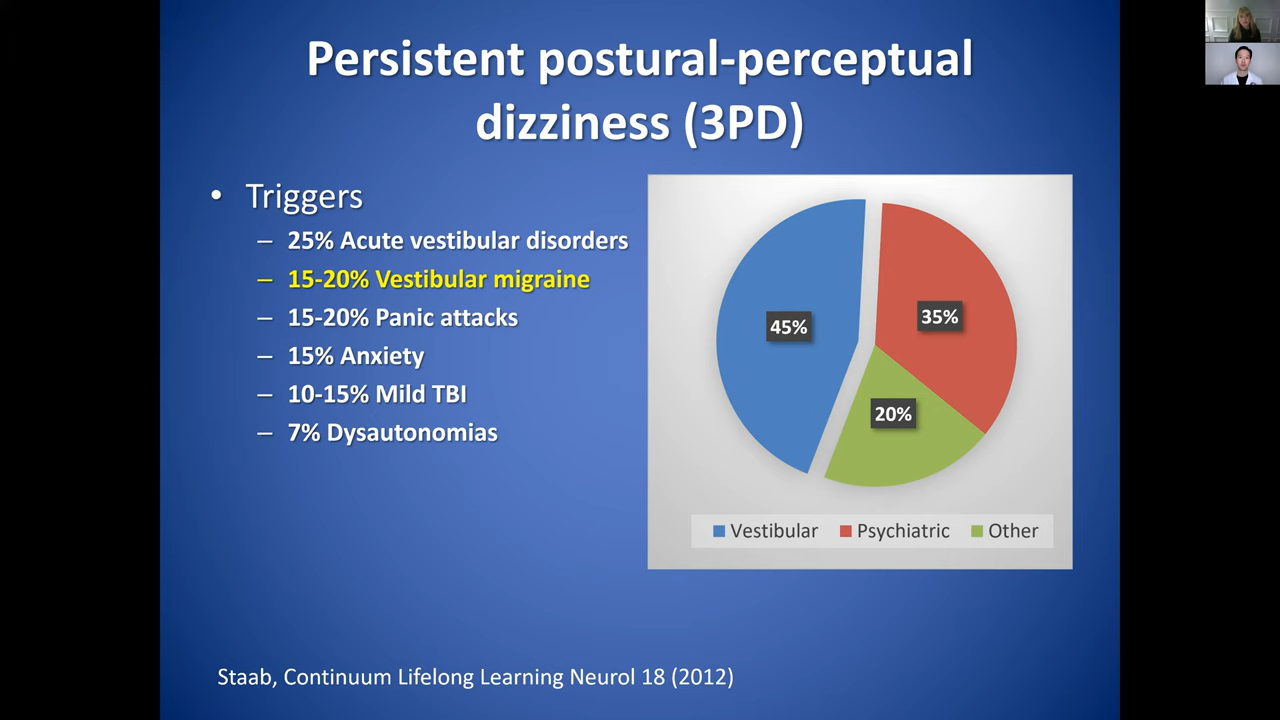 Persistent postural-perceptual
dizziness (3PD)
• Triggers
– 25% Acute vestibular disorders
– 15-20% Vestibular migraine
– 15-20% Panic attacks
– 15% Anxiety
– 10-15% Mild TBI
– 7% Dysautonomias
45%
35%
20%
Vestibular Psychiatric Other
Staab, Continuum Lifelong Learning Neurol 18 (2012)